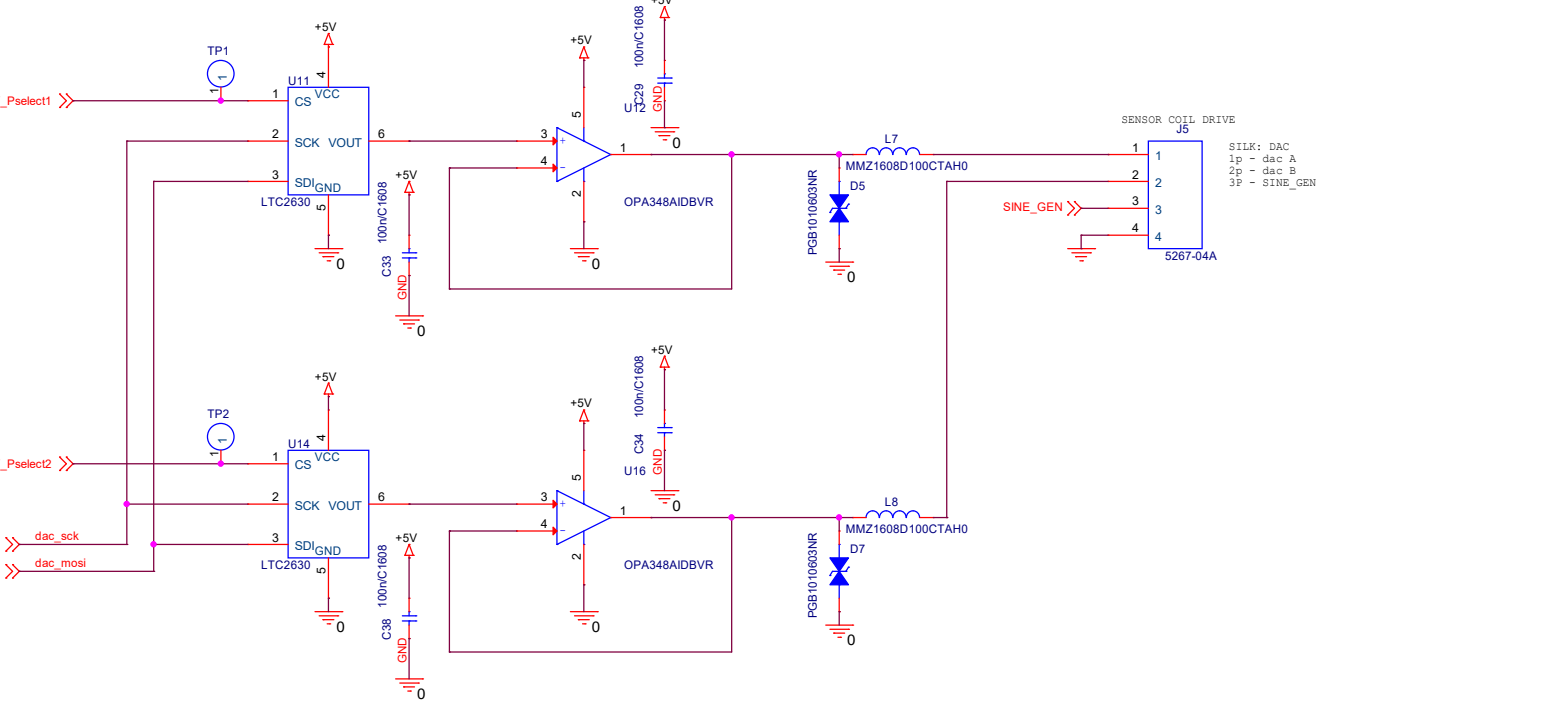 +5V
100n/C1608
C29
GND
0
+5V
TP1
1
1
_Pselect1
U11
4
VCC
1
CS
2
SCK
VOUT
6
3
SDI
GND
LTC2630
5
0
+5V
100n/C1608
C33
GND
0
+5V
U12
5
3
+
4
-
1
2
OPA348AIDBVR
0
L7
MMZ1608D100CTAH0
D5
PGB1010603NR
0
SENSOR COIL DRIVE
J5
1
1
2
2
SINE_GEN
3
3
4
4
5267-04A
SILK: DAC
1p - dac A
2p - dac B
3P - SINE_GEN
+5V
TP2
1
1
_Pselect2
U14
4
VCC
1
CS
2
SCK
VOUT
6
3
SDI
GND
LTC2630
5
0
dac_sck
dac_mosi
+5V
100n/C1608
C38
GND
0
+5V
100n/C1608
C34
GND
0
+5V
U16
5
3
+
4
-
1
2
OPA348AIDBVR
0
L8
MMZ1608D100CTAH0
D7
PGB1010603NR
0